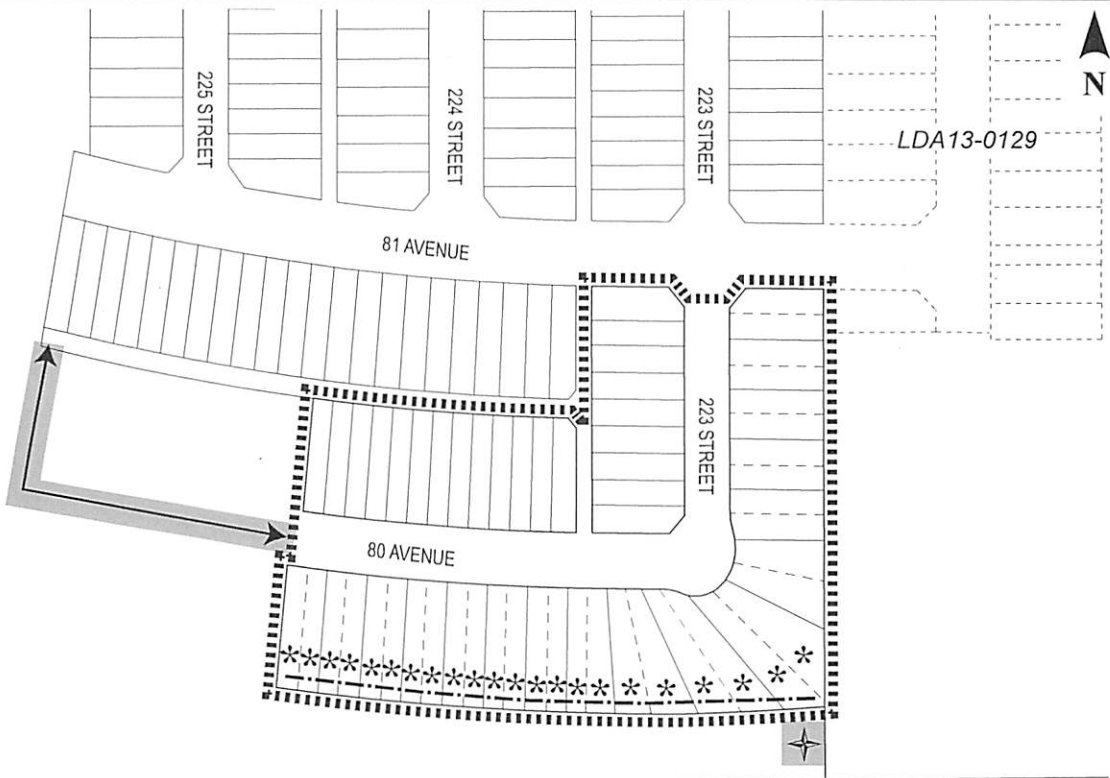 N
225 STREET
224 STREET
223 STREET
LDA13-0129
81 AVENUE
223 STREET
80 AVENUE